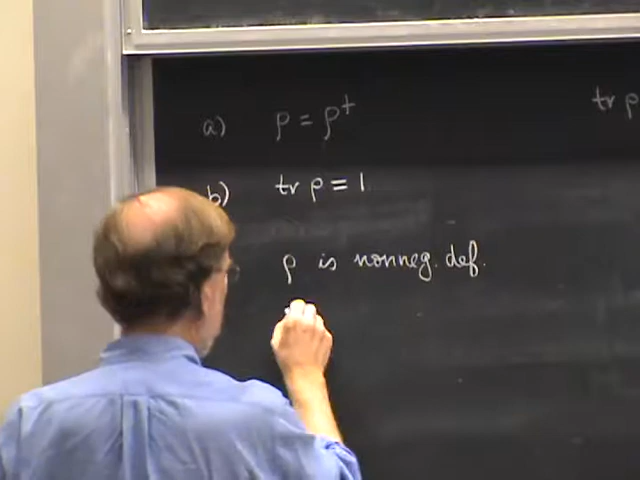 a) ρ = ρ†
tr ρ
b) tr ρ = 1
ρ is nonneg. def.